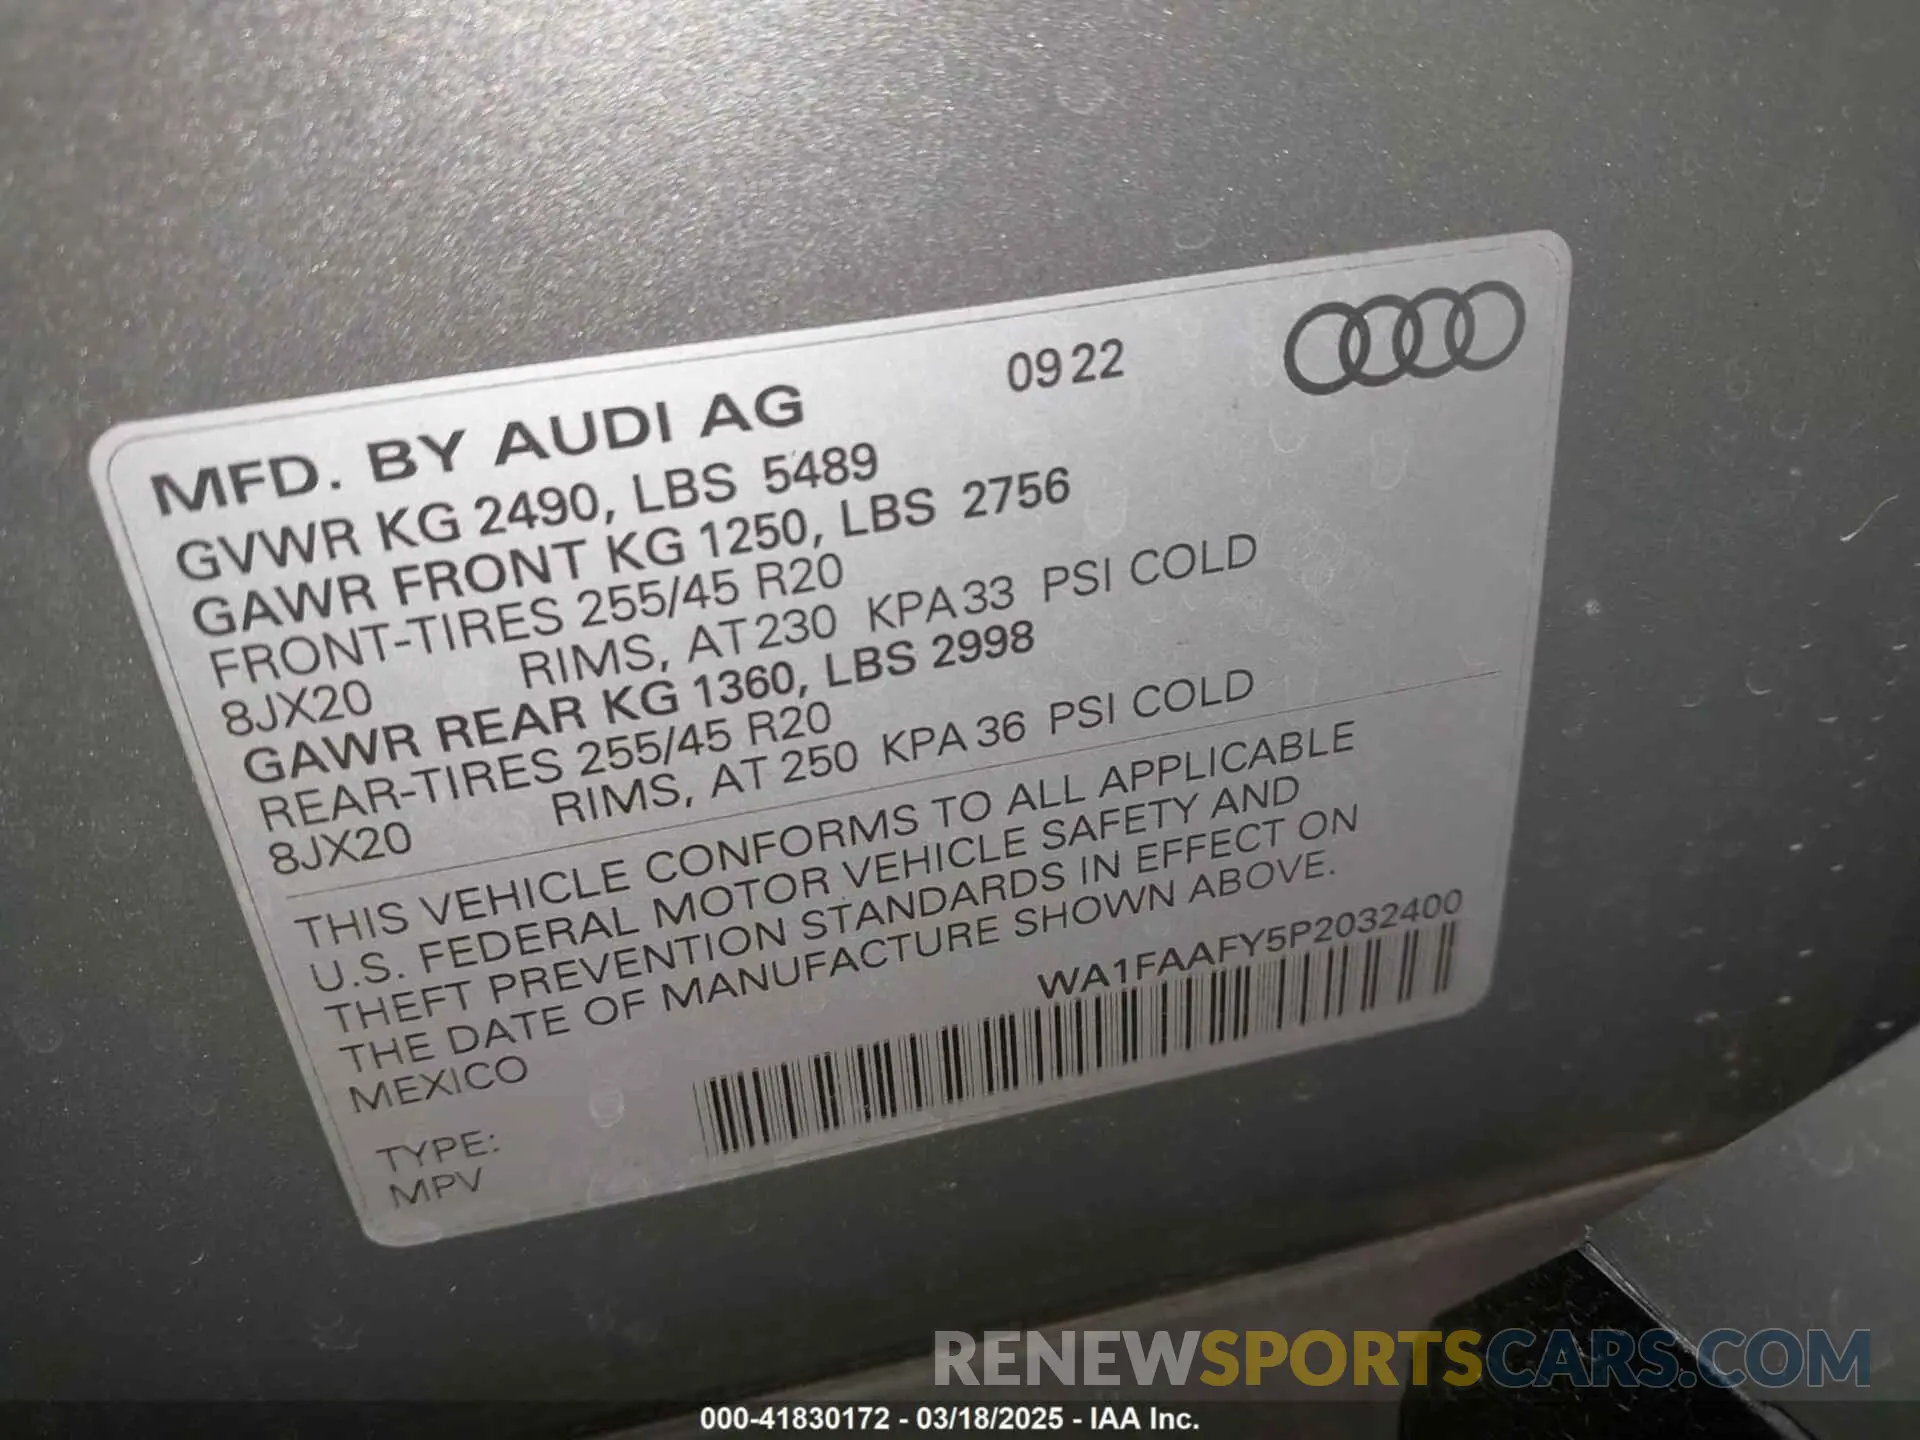 MFD. BY AUDI AG 09 22
GVWR KG 2490, LBS 5489
GAWR FRONT KG 1250, LBS 2756
FRONT-TIRES 255/45 R20
8JX20 RIMS, AT 230 KPA 33 PSI COLD
GAWR REAR KG 1360, LBS 2998
REAR-TIRES 255/45 R20
8JX20 RIMS, AT 250 KPA 36 PSI COLD
THIS VEHICLE CONFORMS TO ALL APPLICABLE
U.S. FEDERAL MOTOR VEHICLE SAFETY AND
THEFT PREVENTION STANDARDS IN EFFECT ON
THE DATE OF MANUFACTURE SHOWN ABOVE.
MEXICO
WA1FAAFY5P2032400
TYPE:
MPV
RENEWSPORTSCARS.COM
000-41830172 - 03/18/2025 - IAA Inc.